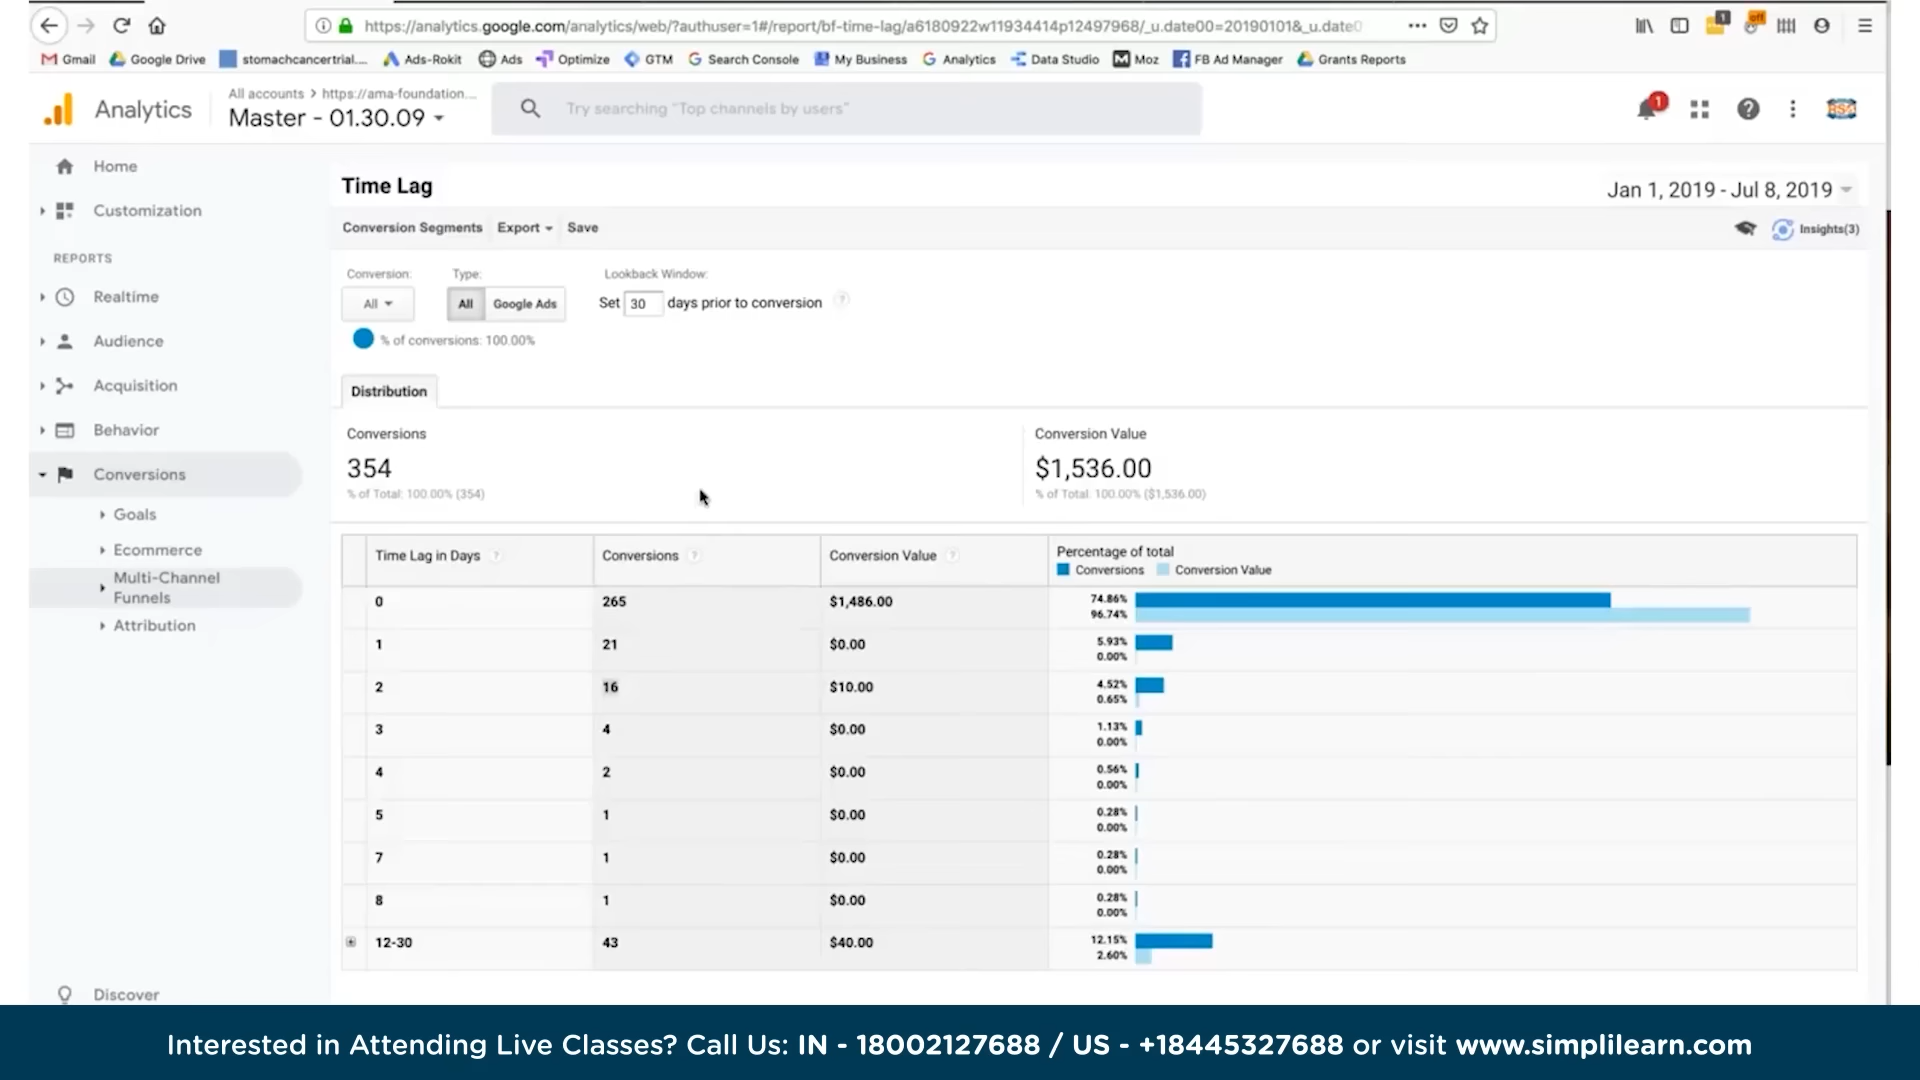 https://analytics.google.com/analytics/web/?authuser=1#/report/bf-time-lag/a6180922w11934414p12497968/_u.date00=20190101&_u.date0
1
off
Gmail Google Drive stomachcancertrial.... Ads-Rokit Ads Optimize GTM Search Console My Business Analytics Data Studio Moz FB Ad Manager Grants Reports
Analytics
All accounts > https://ama-foundation....
Master - 01.30.09
Try searching "Top channels by users"
1
Home
Customization
REPORTS
Realtime
Audience
Acquisition
Behavior
Conversions
Goals
Ecommerce
Multi-Channel
Funnels
Attribution
Discover
Time Lag
Jan 1, 2019 - Jul 8, 2019
Conversion Segments Export Save
Insights(3)
Conversion: Type: Lookback Window:
All All Google Ads Set 30 days prior to conversion ?
% of conversions: 100.00%
Distribution
Conversions
354
% of Total: 100.00% (354)
Conversion Value
$1,536.00
% of Total: 100.00% ($1,536.00)
Time Lag in Days ? Conversions ? Conversion Value ? Percentage of total
Conversions Conversion Value
0 265 $1,486.00 74.86%
96.74%
1 21 $0.00 5.93%
0.00%
2 16 $10.00 4.52%
0.65%
3 4 $0.00 1.13%
0.00%
4 2 $0.00 0.56%
0.00%
5 1 $0.00 0.28%
0.00%
7 1 $0.00 0.28%
0.00%
8 1 $0.00 0.28%
0.00%
12-30 43 $40.00 12.15%
2.60%
Interested in Attending Live Classes? Call Us: IN - 18002127688 / US - +18445327688 or visit www.simplilearn.com